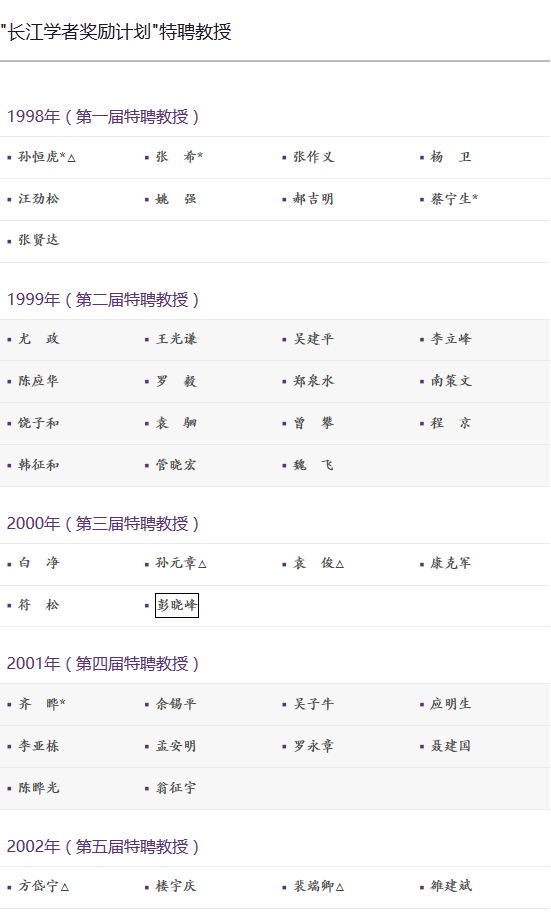 "长江学者奖励计划"特聘教授
1998年（第一届特聘教授）
孙恒虎*△ 张　希* 张作义 杨　卫
汪劲松 姚　强 郝吉明 蔡宁生*
张贤达
1999年（第二届特聘教授）
尤　政 王光谦 吴建平 李立峰
陈应华 罗　毅 郑泉水 南策文
饶子和 袁　驷 曾　攀 程　京
韩征和 管晓宏 魏　飞
2000年（第三届特聘教授）
白　净 孙元章△ 袁　俊△ 康克军
符　松 彭晓峰
2001年（第四届特聘教授）
齐　晔* 余锡平 吴子牛 应明生
李亚栋 孟安明 罗永章 聂建国
陈晔光 翁征宇
2002年（第五届特聘教授）
方岱宁△ 楼宇庆 裴端卿△ 雒建斌